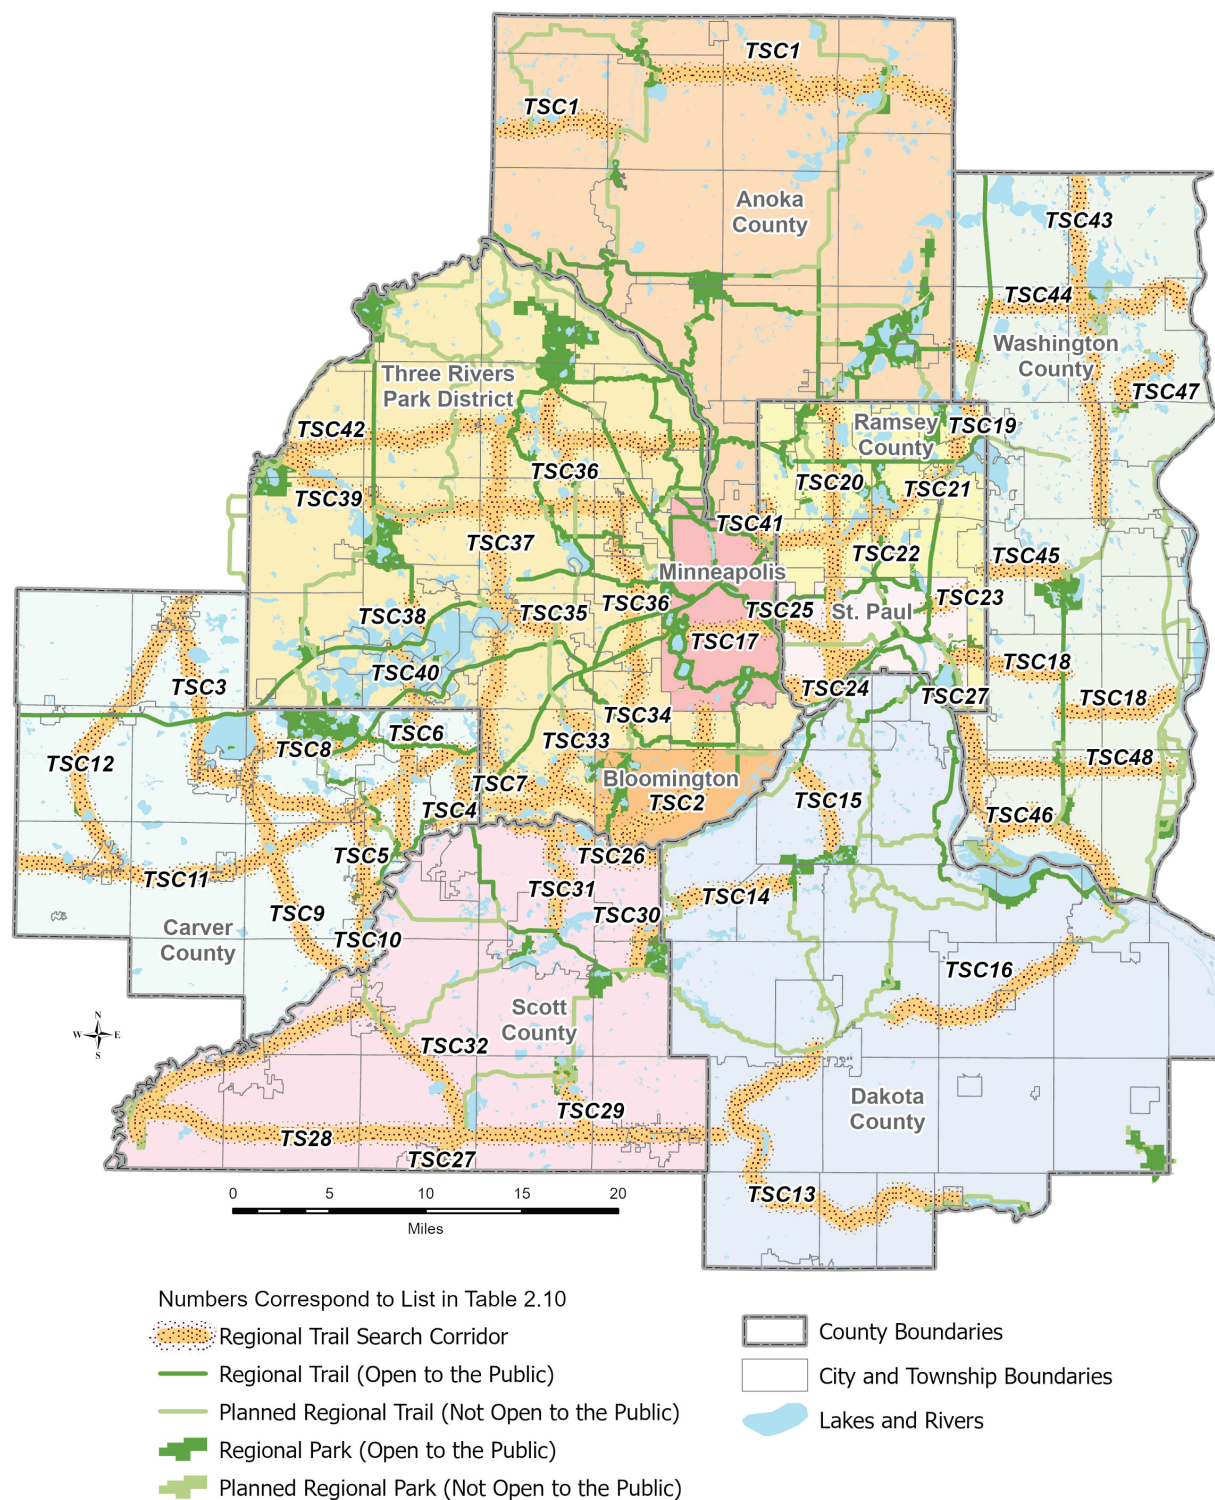 TSC1
TSC1
Anoka
County
TSC43
TSC44
Washington
County
TSC47
Three Rivers
Park District
TSC42
TSC36
TSC39
TSC37
Ramsey
County
TSC19
TSC20
TSC21
TSC41
TSC22
TSC45
Minneapolis
TSC38
TSC35
TSC36
TSC25
St. Paul
TSC23
TSC17
TSC40
TSC3
TSC18
TSC24
TSC27
TSC18
TSC8
TSC6
TSC34
TSC33
TSC12
TSC7
Bloomington
TSC2
TSC48
TSC4
TSC15
TSC46
TSC5
TSC26
TSC11
TSC31
TSC14
TSC9
TSC30
Carver
County
TSC10
TSC16
Scott
County
N
W E
S
TSC32
TSC29
Dakota
County
TS28
TSC27
TSC13
0 5 10 15 20
Miles
Numbers Correspond to List in Table 2.10
Regional Trail Search Corridor
Regional Trail (Open to the Public)
Planned Regional Trail (Not Open to the Public)
Regional Park (Open to the Public)
Planned Regional Park (Not Open to the Public)
County Boundaries
City and Township Boundaries
Lakes and Rivers